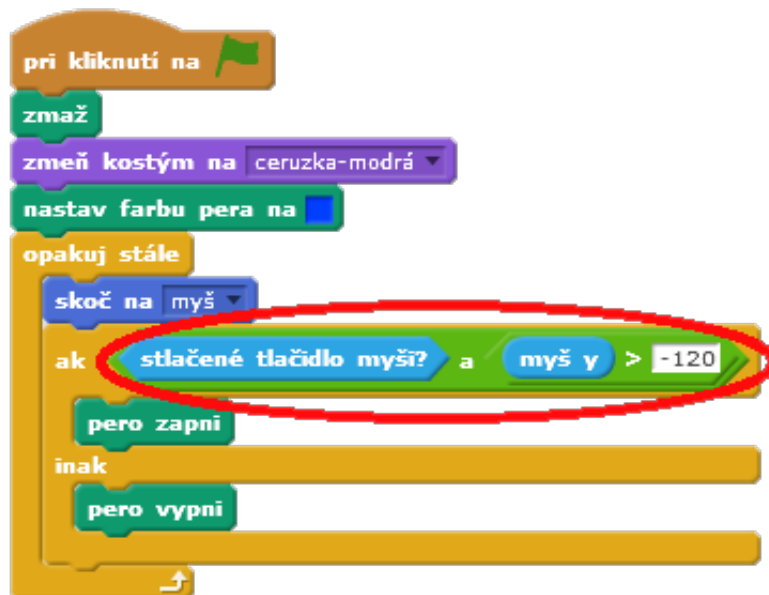 pri kliknutí na
zmaž
zmeň kostým na ceruzka-modrá
nastav farbu pera na
opakuj stále
skoč na myš
ak stlačené tlačidlo myši? a myš y > -120
pero zapni
inak
pero vypni